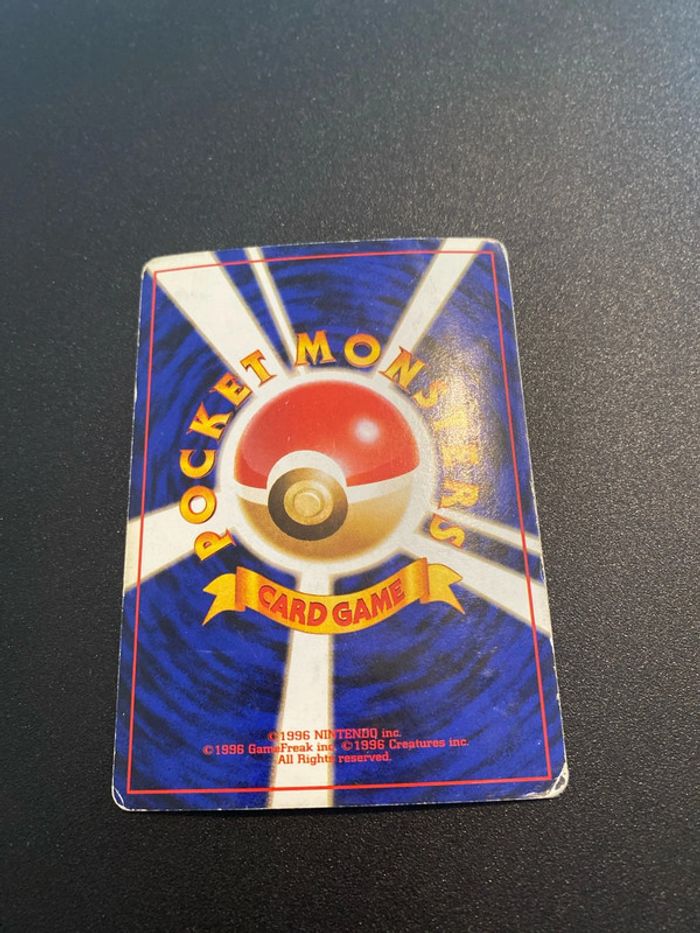 POCKET MONSTERS
CARD GAME
©1996 NINTENDO inc.
©1996 GameFreak inc. ©1996 Creatures inc.
All Rights reserved.